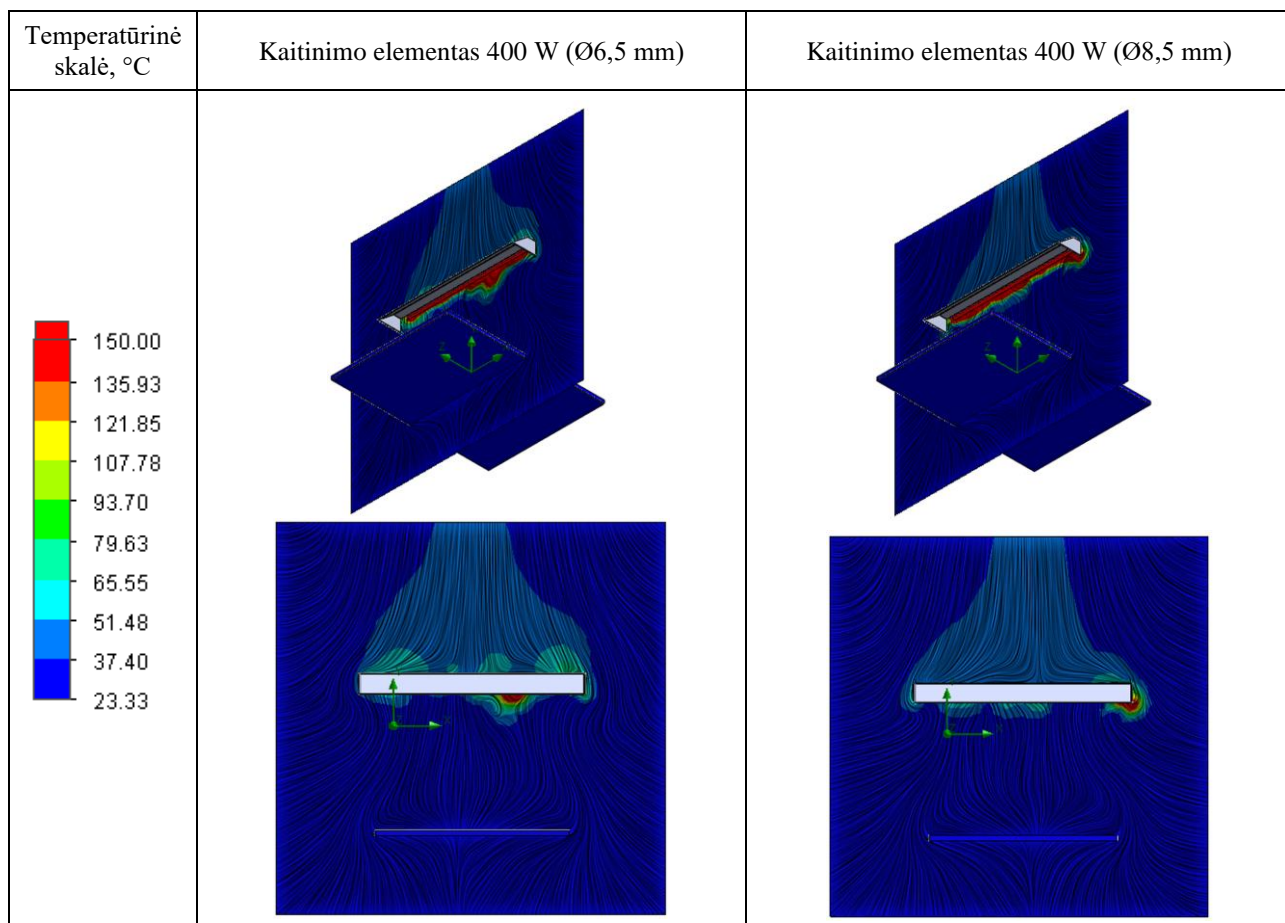 Temperatūrinė
skalė, °C
Kaitinimo elementas 400 W (Ø6,5 mm)
Kaitinimo elementas 400 W (Ø8,5 mm)
150.00
135.93
121.85
107.78
93.70
79.63
65.55
51.48
37.40
23.33
Z
Z
X